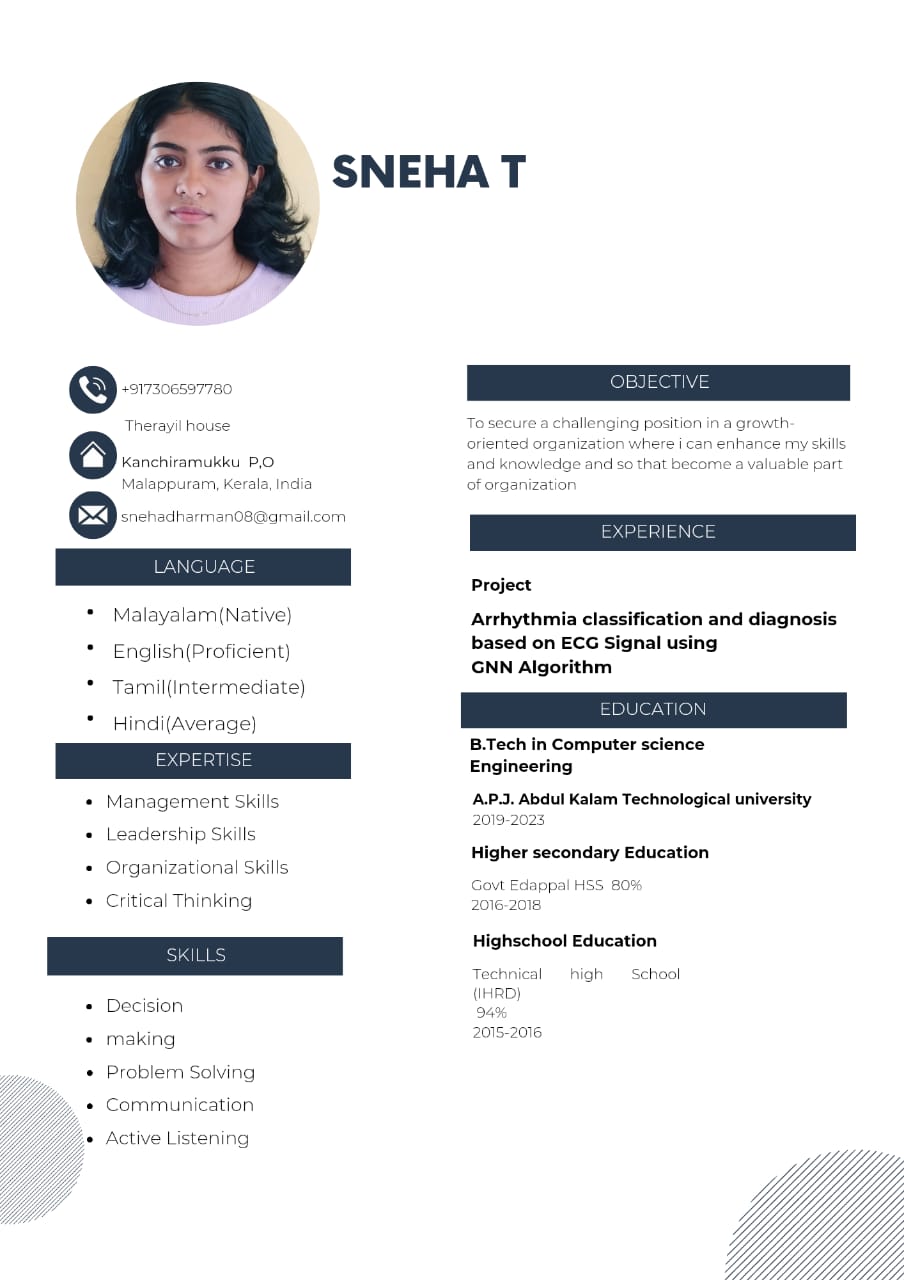 SNEHA T
+917306597780
Therayil house
Kanchiramukku P,O
Malappuram, Kerala, India
snehadharman08@gmail.com
LANGUAGE
• Malayalam(Native)
• English(Proficient)
• Tamil(Intermediate)
• Hindi(Average)
EXPERTISE
• Management Skills
• Leadership Skills
• Organizational Skills
• Critical Thinking
SKILLS
• Decision
• making
• Problem Solving
• Communication
• Active Listening
OBJECTIVE
To secure a challenging position in a growth-
oriented organization where i can enhance my skills
and knowledge and so that become a valuable part
of organization
EXPERIENCE
Project
Arrhythmia classification and diagnosis
based on ECG Signal using
GNN Algorithm
EDUCATION
B.Tech in Computer science
Engineering
A.P.J. Abdul Kalam Technological university
2019-2023
Higher secondary Education
Govt Edappal HSS 80%
2016-2018
Highschool Education
Technical high School
(IHRD)
94%
2015-2016